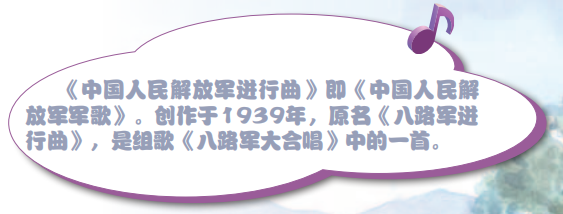 《中国人民解放军进行曲》即《中国人民解
放军军歌》。创作于1939年，原名《八路军进
行曲》，是组歌《八路军大合唱》中的一首。